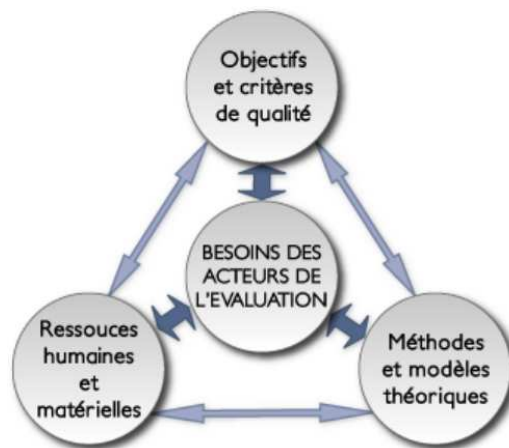 Objectifs
et critères
de qualité
BESOINS DES
ACTEURS DE
L'EVALUATION
Ressouces
humaines
et
matérielles
Méthodes
et modèles
théoriques